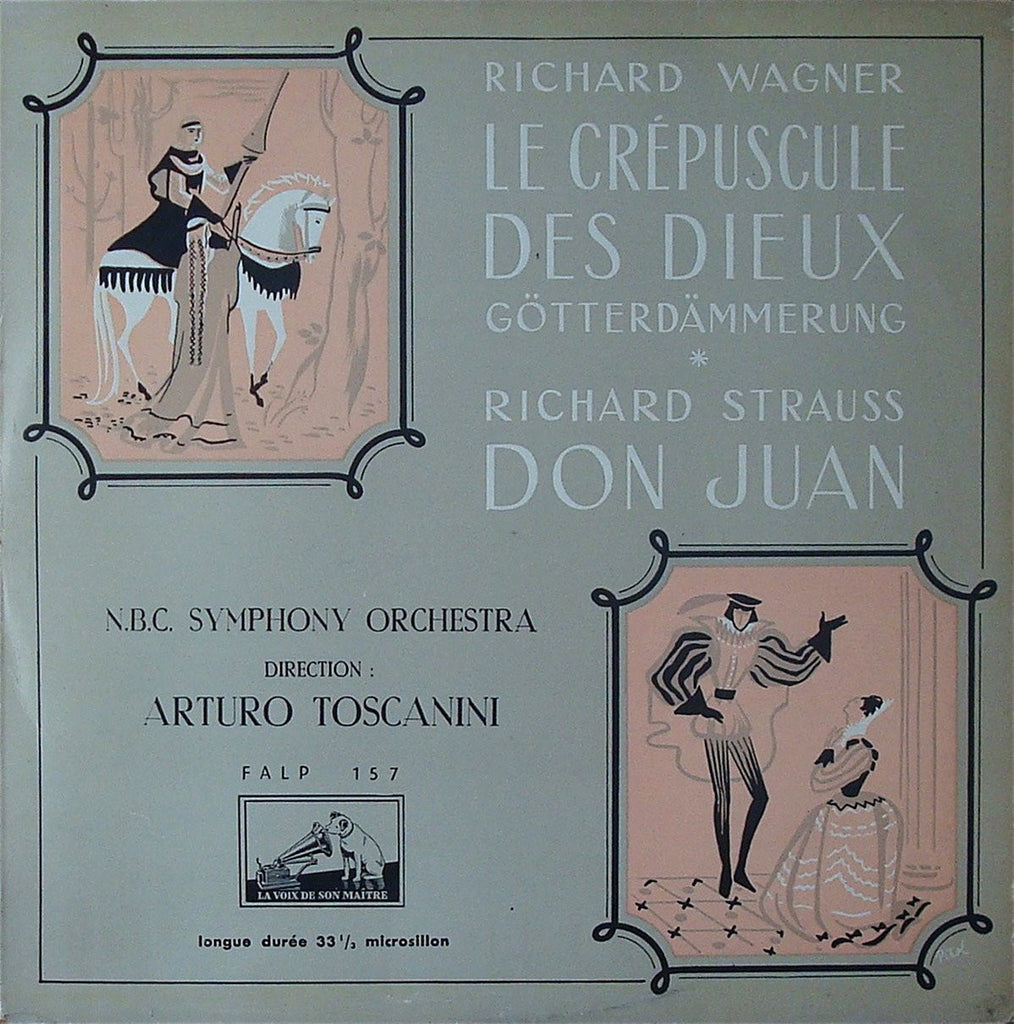 RICHARD WAGNER
LE CRÉPUSCULE
DES DIEUX
GÖTTERDÄMMERUNG
*
RICHARD STRAUSS
DON JUAN
N.B.C. SYMPHONY ORCHESTRA
DIRECTION :
ARTURO TOSCANINI
FALP 157
LA VOIX DE SON MAITRE
longue durée 33 1/3 microsillon